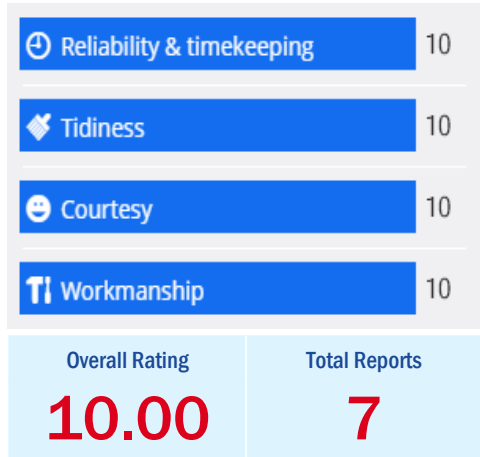 Reliability & timekeeping 10
Tidiness 10
Courtesy 10
Workmanship 10
Overall Rating Total Reports
10.00 7